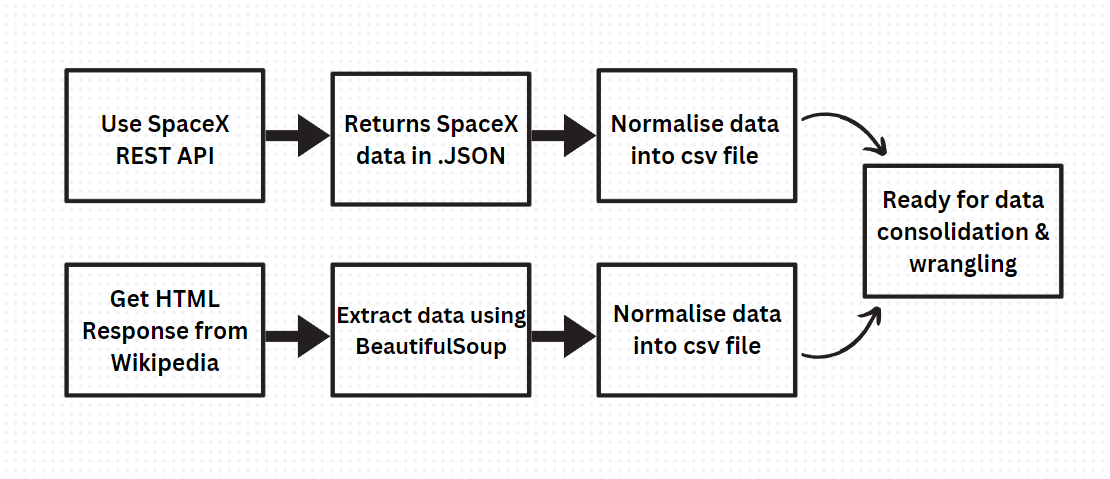 Use SpaceX
REST API
Returns SpaceX
data in .JSON
Normalise data
into csv file
Ready for data
consolidation &
wrangling
Get HTML
Response from
Wikipedia
Extract data using
BeautifulSoup
Normalise data
into csv file